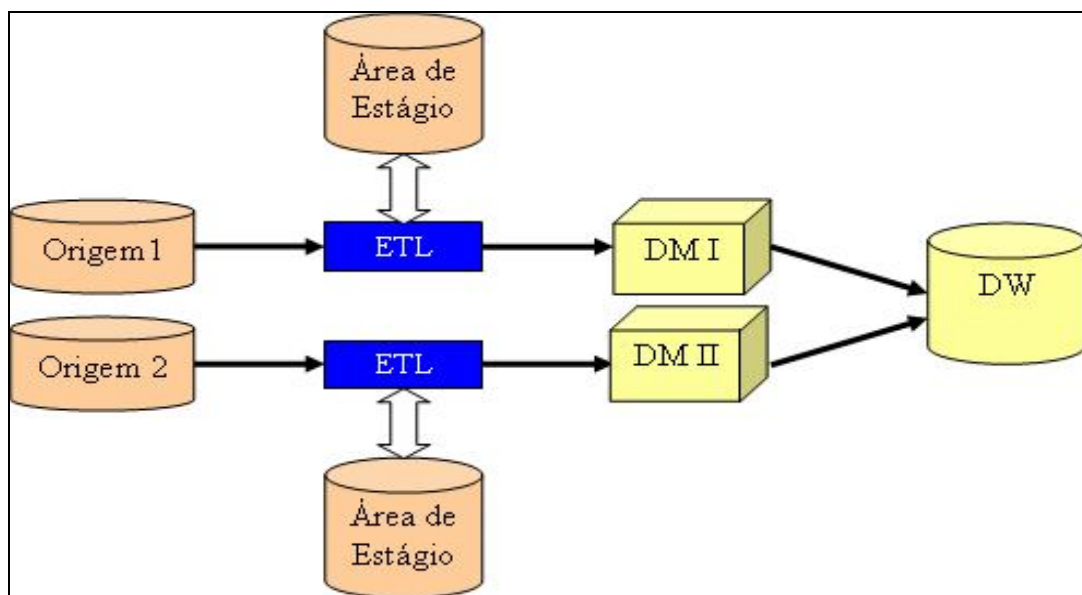 Área de
Estágio
Origem 1
ETL
DM I
DW
Origem 2
ETL
DM II
Área de
Estágio